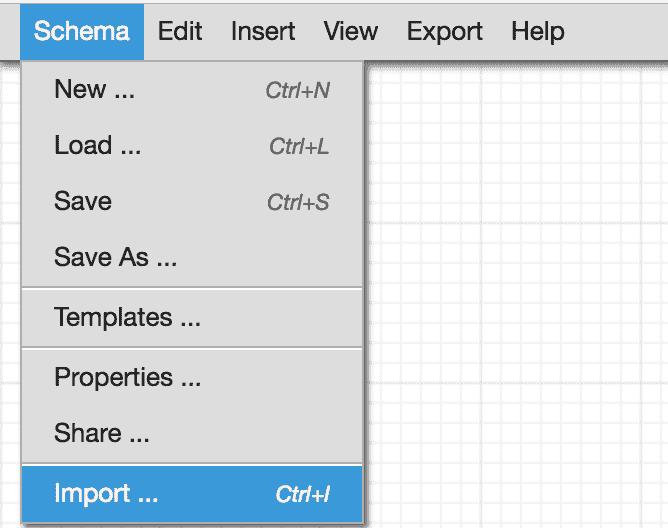 Schema Edit Insert View Export Help
New ... Ctrl+N
Load ... Ctrl+L
Save Ctrl+S
Save As ...
Templates ...
Properties ...
Share ...
Import ... Ctrl+I